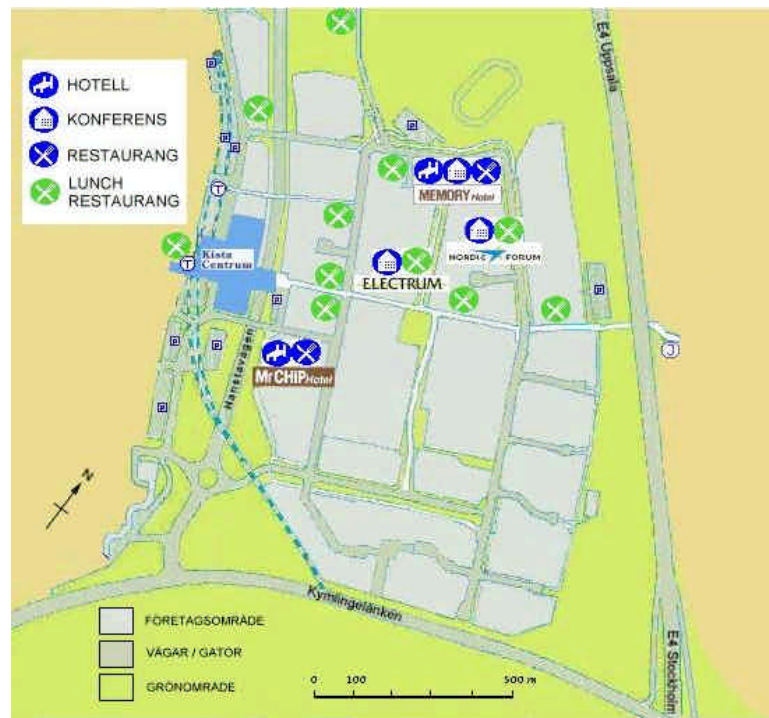 HOTELL
KONFERENS
RESTAURANG
LUNCH
RESTAURANG
E4 Uppsala
P
P
P
P
T
MEMORY Hotel
Kista
Centrum
T
NORDIC FORUM
ELECTRUM
P
P
J
P
P
Mr CHIP Hotel
Hanstavägen
P
N
Kymlingelänken
FÖRETAGSOMRÅDE
VÄGAR / GATOR
GRÖNOMRÅDE
0 100 500 m
E4 Stockholm